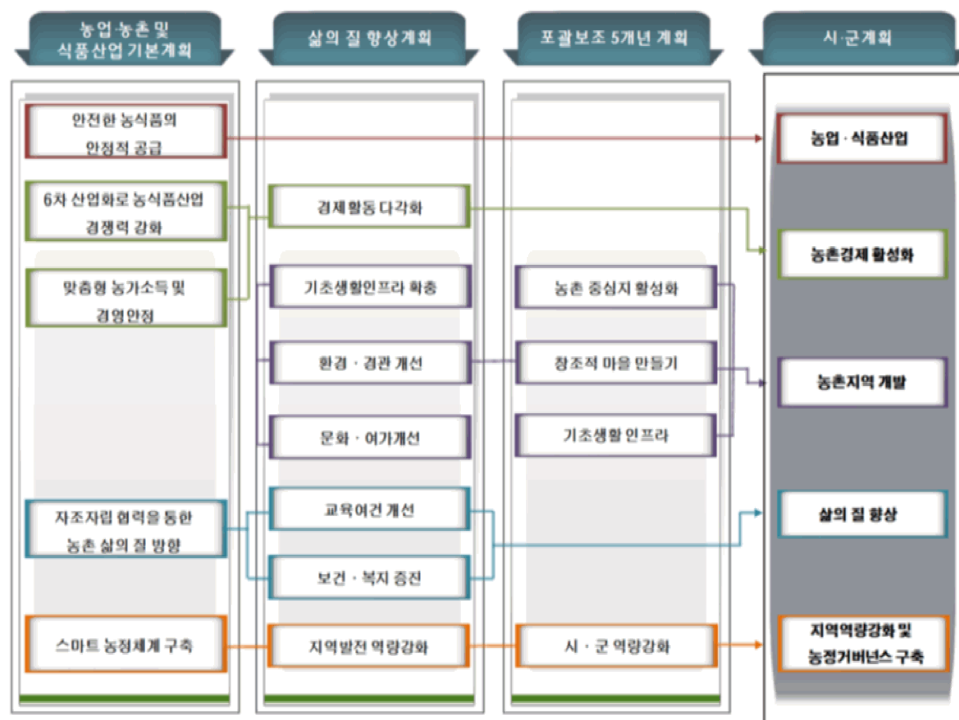 농업·농촌 및
식품산업 기본계획
삶의 질 향상계획
포괄보조 5개년 계획
시·군계획
안전한 농식품의
안정적 공급
6차 산업화로 농식품산업
경쟁력 강화
맞춤형 농가소득 및
경영안정
자조자립 협력을 통한
농촌 삶의 질 방향
스마트 농정체계 구축
경제활동 다각화
기초생활인프라 확충
환경·경관 개선
문화·여가개선
교육여건 개선
보건·복지 증진
지역발전 역량강화
농촌 중심지 활성화
창조적 마을 만들기
기초생활 인프라
시·군 역량강화
농업·식품산업
농촌경제 활성화
농촌지역 개발
삶의 질 향상
지역역량강화 및
농정거버넌스 구축